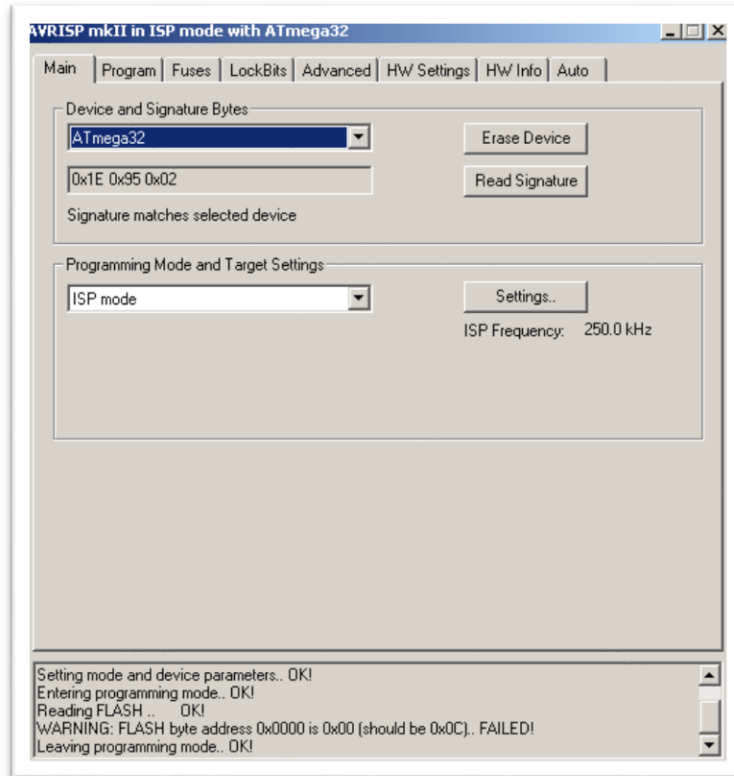 AVRISP mkII in ISP mode with ATmega32
Main Program Fuses LockBits Advanced HW Settings HW Info Auto
Device and Signature Bytes
ATmega32 Erase Device
0x1E 0x95 0x02 Read Signature
Signature matches selected device
Programming Mode and Target Settings
ISP mode Settings..
ISP Frequency: 250.0 kHz
Setting mode and device parameters.. OK!
Entering programming mode.. OK!
Reading FLASH .. OK!
WARNING: FLASH byte address 0x0000 is 0x00 (should be 0x0C).. FAILED!
Leaving programming mode.. OK!